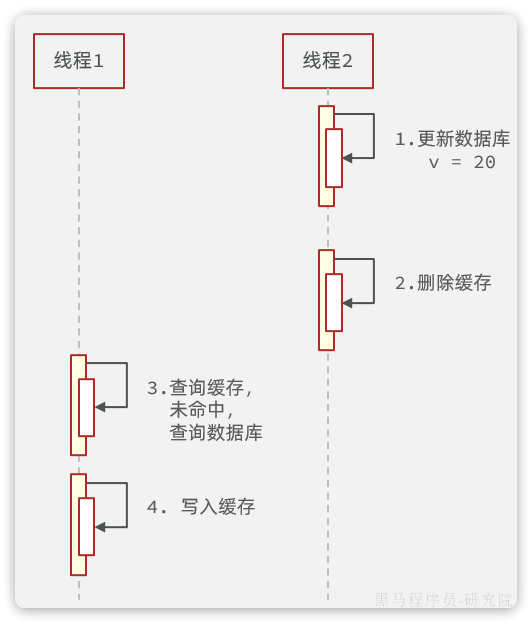 线程1
线程2
1.更新数据库
v = 20
2.删除缓存
3.查询缓存,
未命中,
查询数据库
4. 写入缓存
黑马程序员-研究院